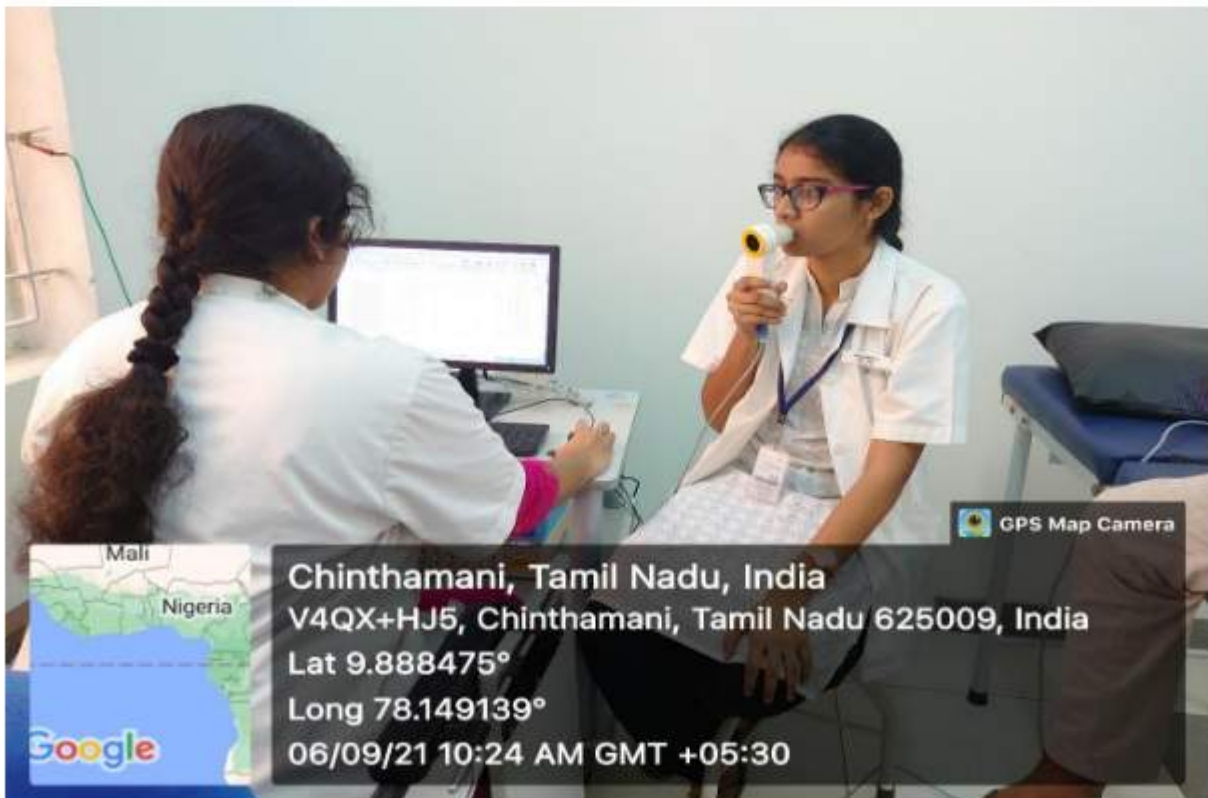 GPS Map Camera
Mali
Nigeria
Google
Chinthamani, Tamil Nadu, India
V4QX+HJ5, Chinthamani, Tamil Nadu 625009, India
Lat 9.888475°
Long 78.149139°
06/09/21 10:24 AM GMT +05:30